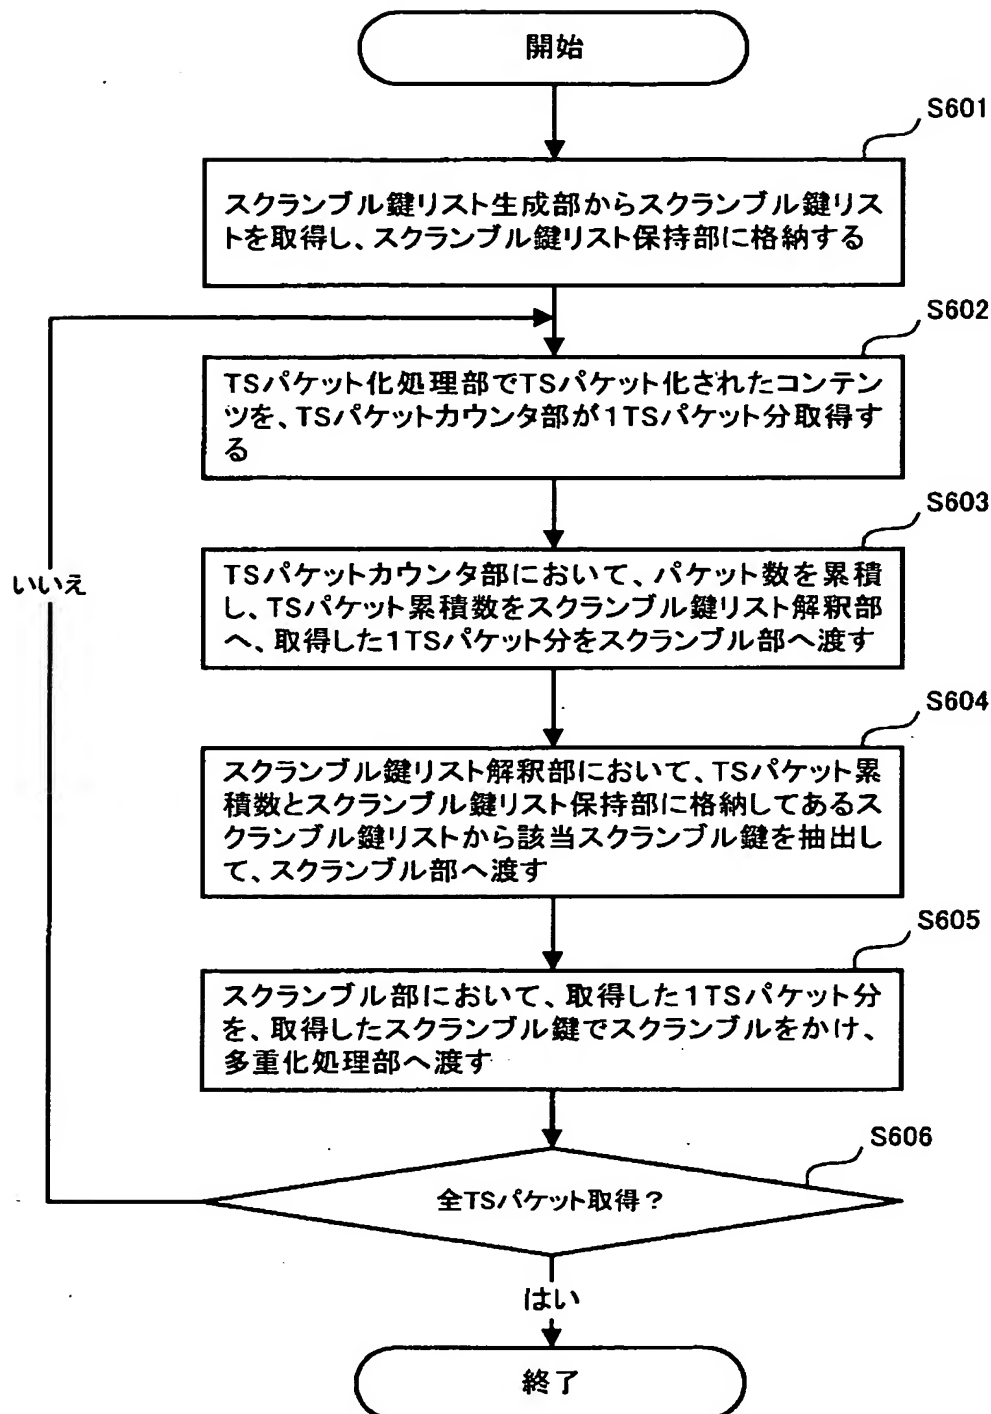 開始
S601
スクランブル鍵リスト生成部からスクランブル鍵リス
トを取得し、スクランブル鍵リスト保持部に格納する
S602
TSパケット化処理部でTSパケット化されたコンテン
ツを、TSパケットカウンタ部が1TSパケット分取得す
る
S603
TSパケットカウンタ部において、パケット数を累積
し、TSパケット累積数をスクランブル鍵リスト解釈部
へ、取得した1TSパケット分をスクランブル部へ渡す
いいえ
S604
スクランブル鍵リスト解釈部において、TSパケット累
積数とスクランブル鍵リスト保持部に格納してあるス
クランブル鍵リストから該当スクランブル鍵を抽出し
て、スクランブル部へ渡す
S605
スクランブル部において、取得した1TSパケット分
を、取得したスクランブル鍵でスクランブルをかけ、
多重化処理部へ渡す
S606
全TSパケット取得？
はい
終了